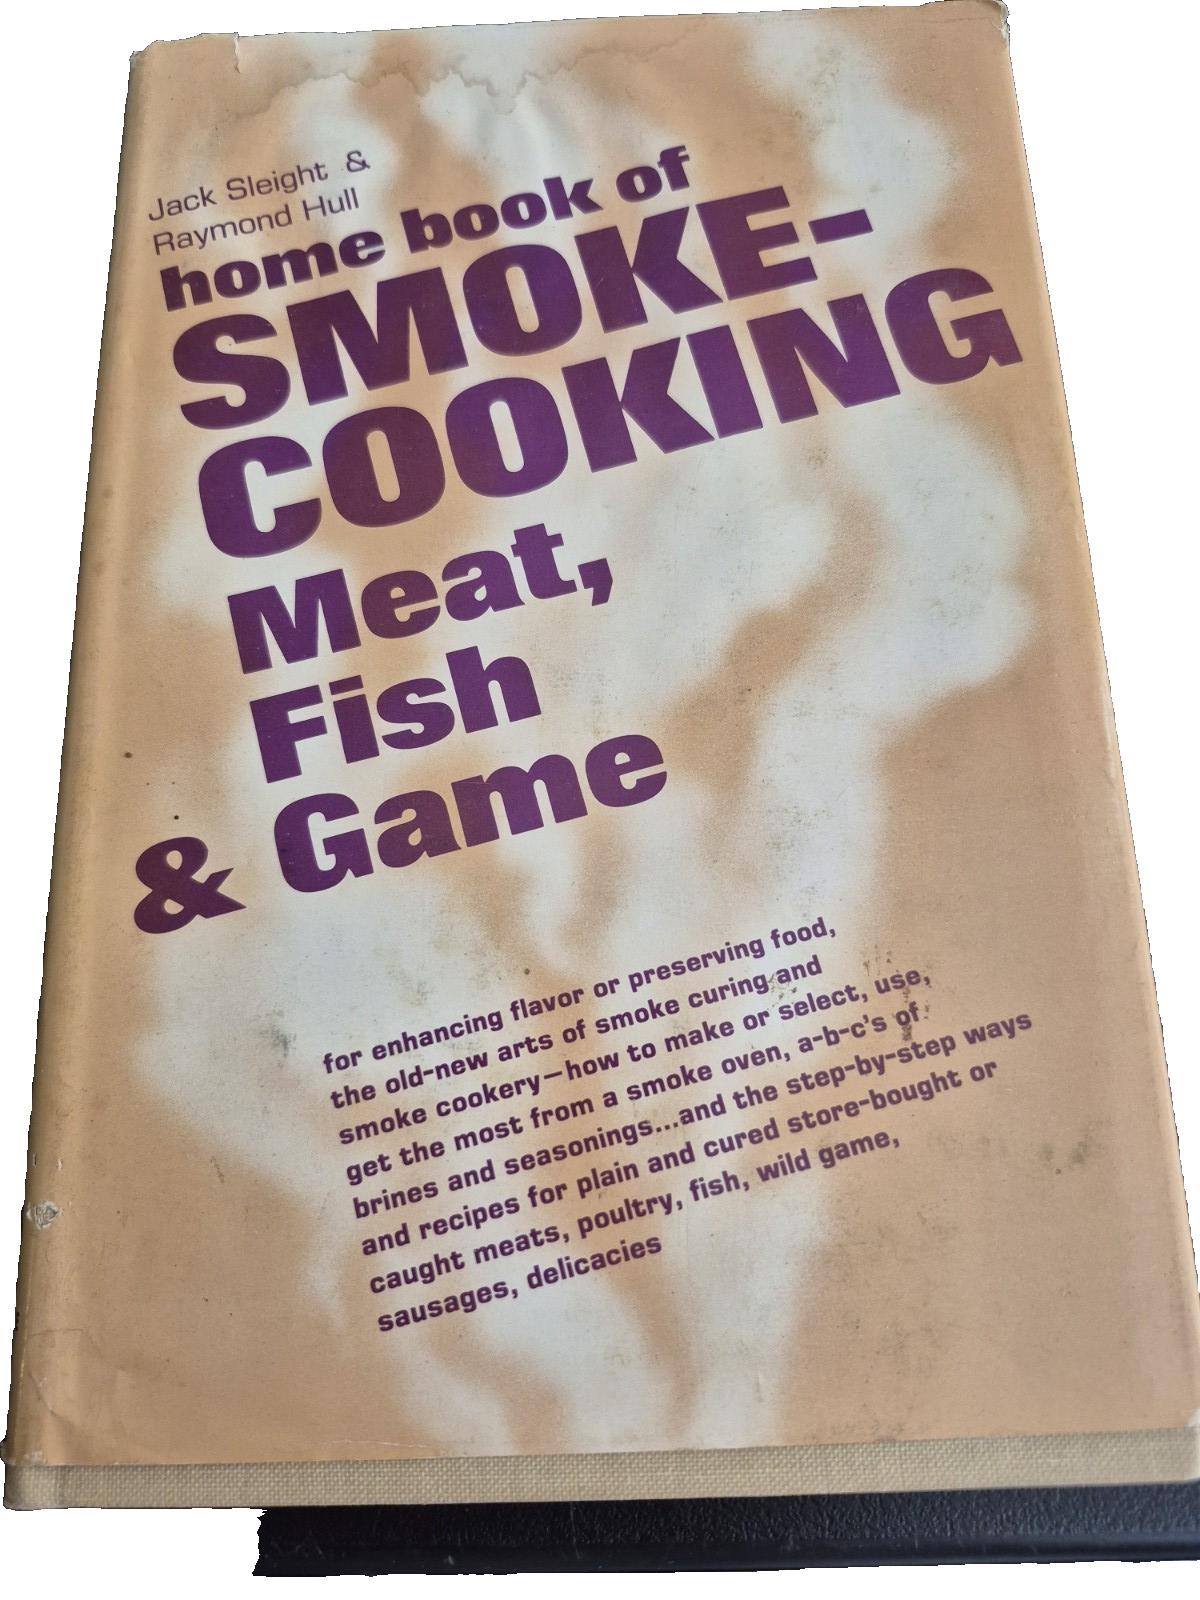 Jack Sleight &
Raymond Hull
home book of
SMOKE-
COOKING
Meat,
Fish
& Game
for enhancing flavor or preserving food,
the old-new arts of smoke curing and
smoke cookery—how to make or select, use,
get the most from a smoke oven, a-b-c's of
brines and seasonings...and the step-by-step ways
and recipes for plain and cured store-bought or
caught meats, poultry, fish, wild game,
sausages, delicacies